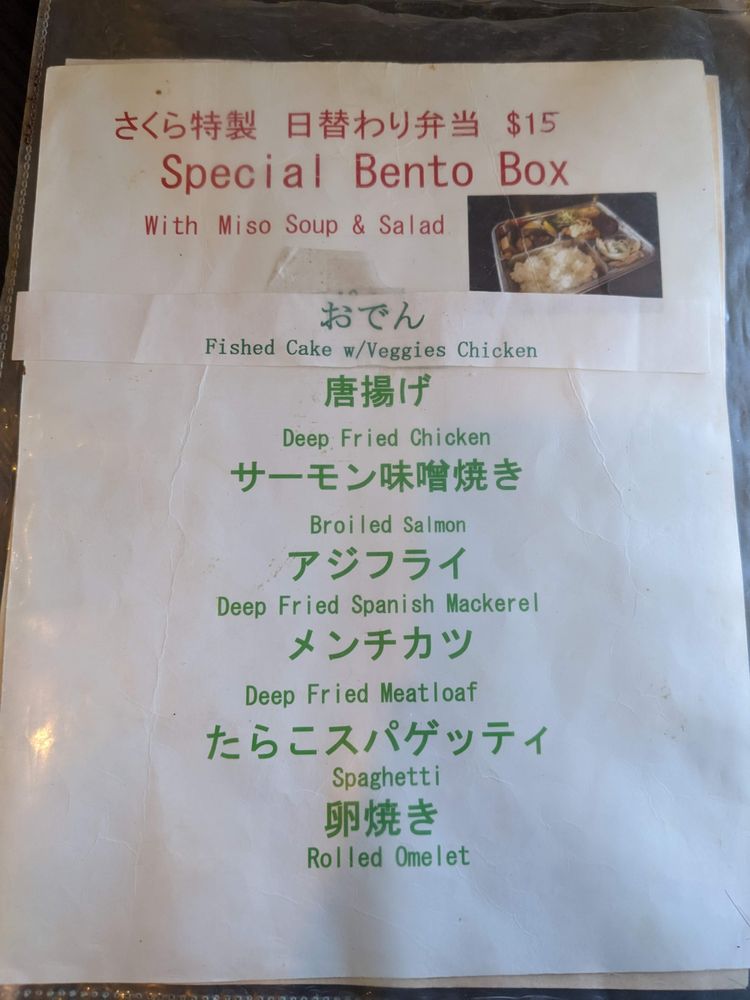 さくら特製 日替わり弁当 $15
Special Bento Box
With Miso Soup & Salad
おでん
Fished Cake w/Veggies Chicken
唐揚げ
Deep Fried Chicken
サーモン味噌焼き
Broiled Salmon
アジフライ
Deep Fried Spanish Mackerel
メンチカツ
Deep Fried Meatloaf
たらこスパゲッティ
Spaghetti
卵焼き
Rolled Omelet